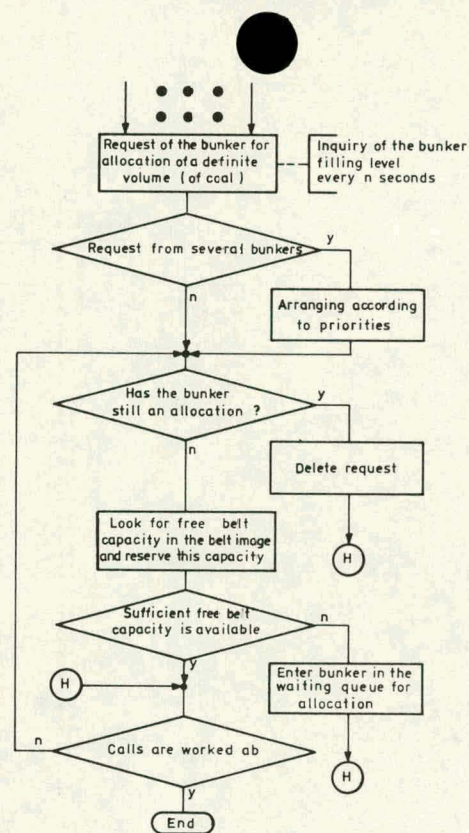 Request of the bunker for
allocation of a definite
volume (of ccal)
Inquiry of the bunker
filling level
every n seconds
Request from several bunkers
y
n
Arranging according
to priorities
Has the bunker
still an allocation ?
y
n
Delete request
H
Look for free belt
capacity in the belt image
and reserve this capacity
Sufficient free belt
capacity is available
n
y
Enter bunker in the
waiting queue for
allocation
H
H
Calls are worked ab
n
y
End